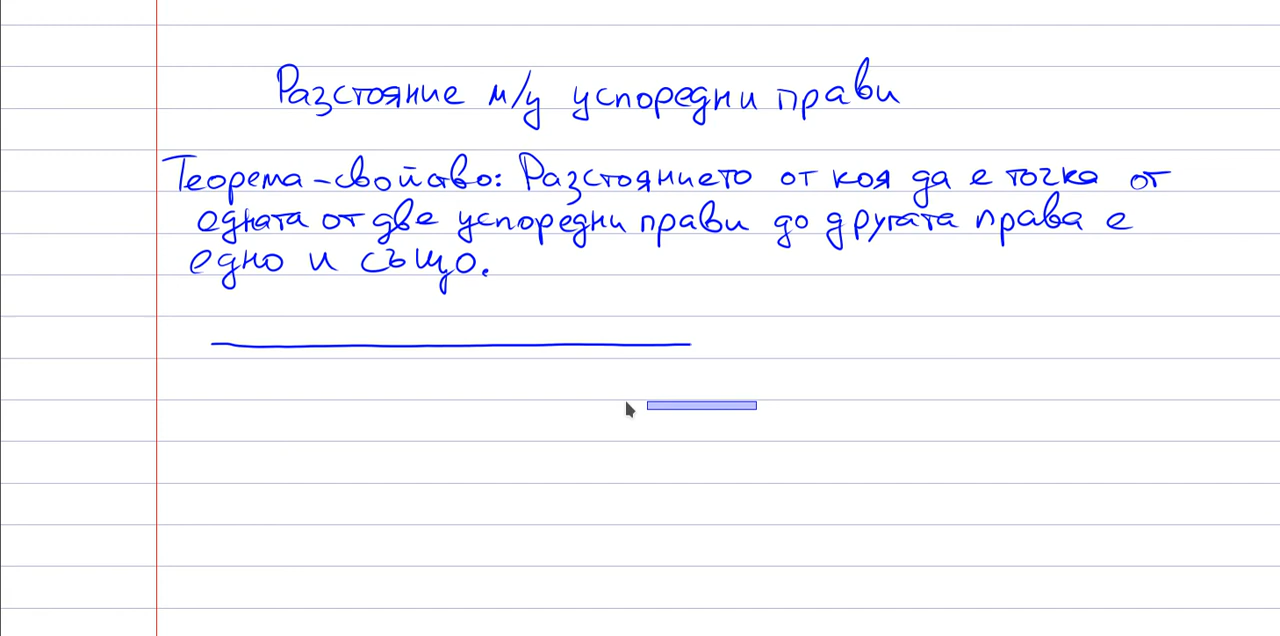 Разстояние м/у успоредни прави
Теорема-свойство: Разстоянието от коя да е точка от
едната от две успоредни прави до другата права е
едно и също.